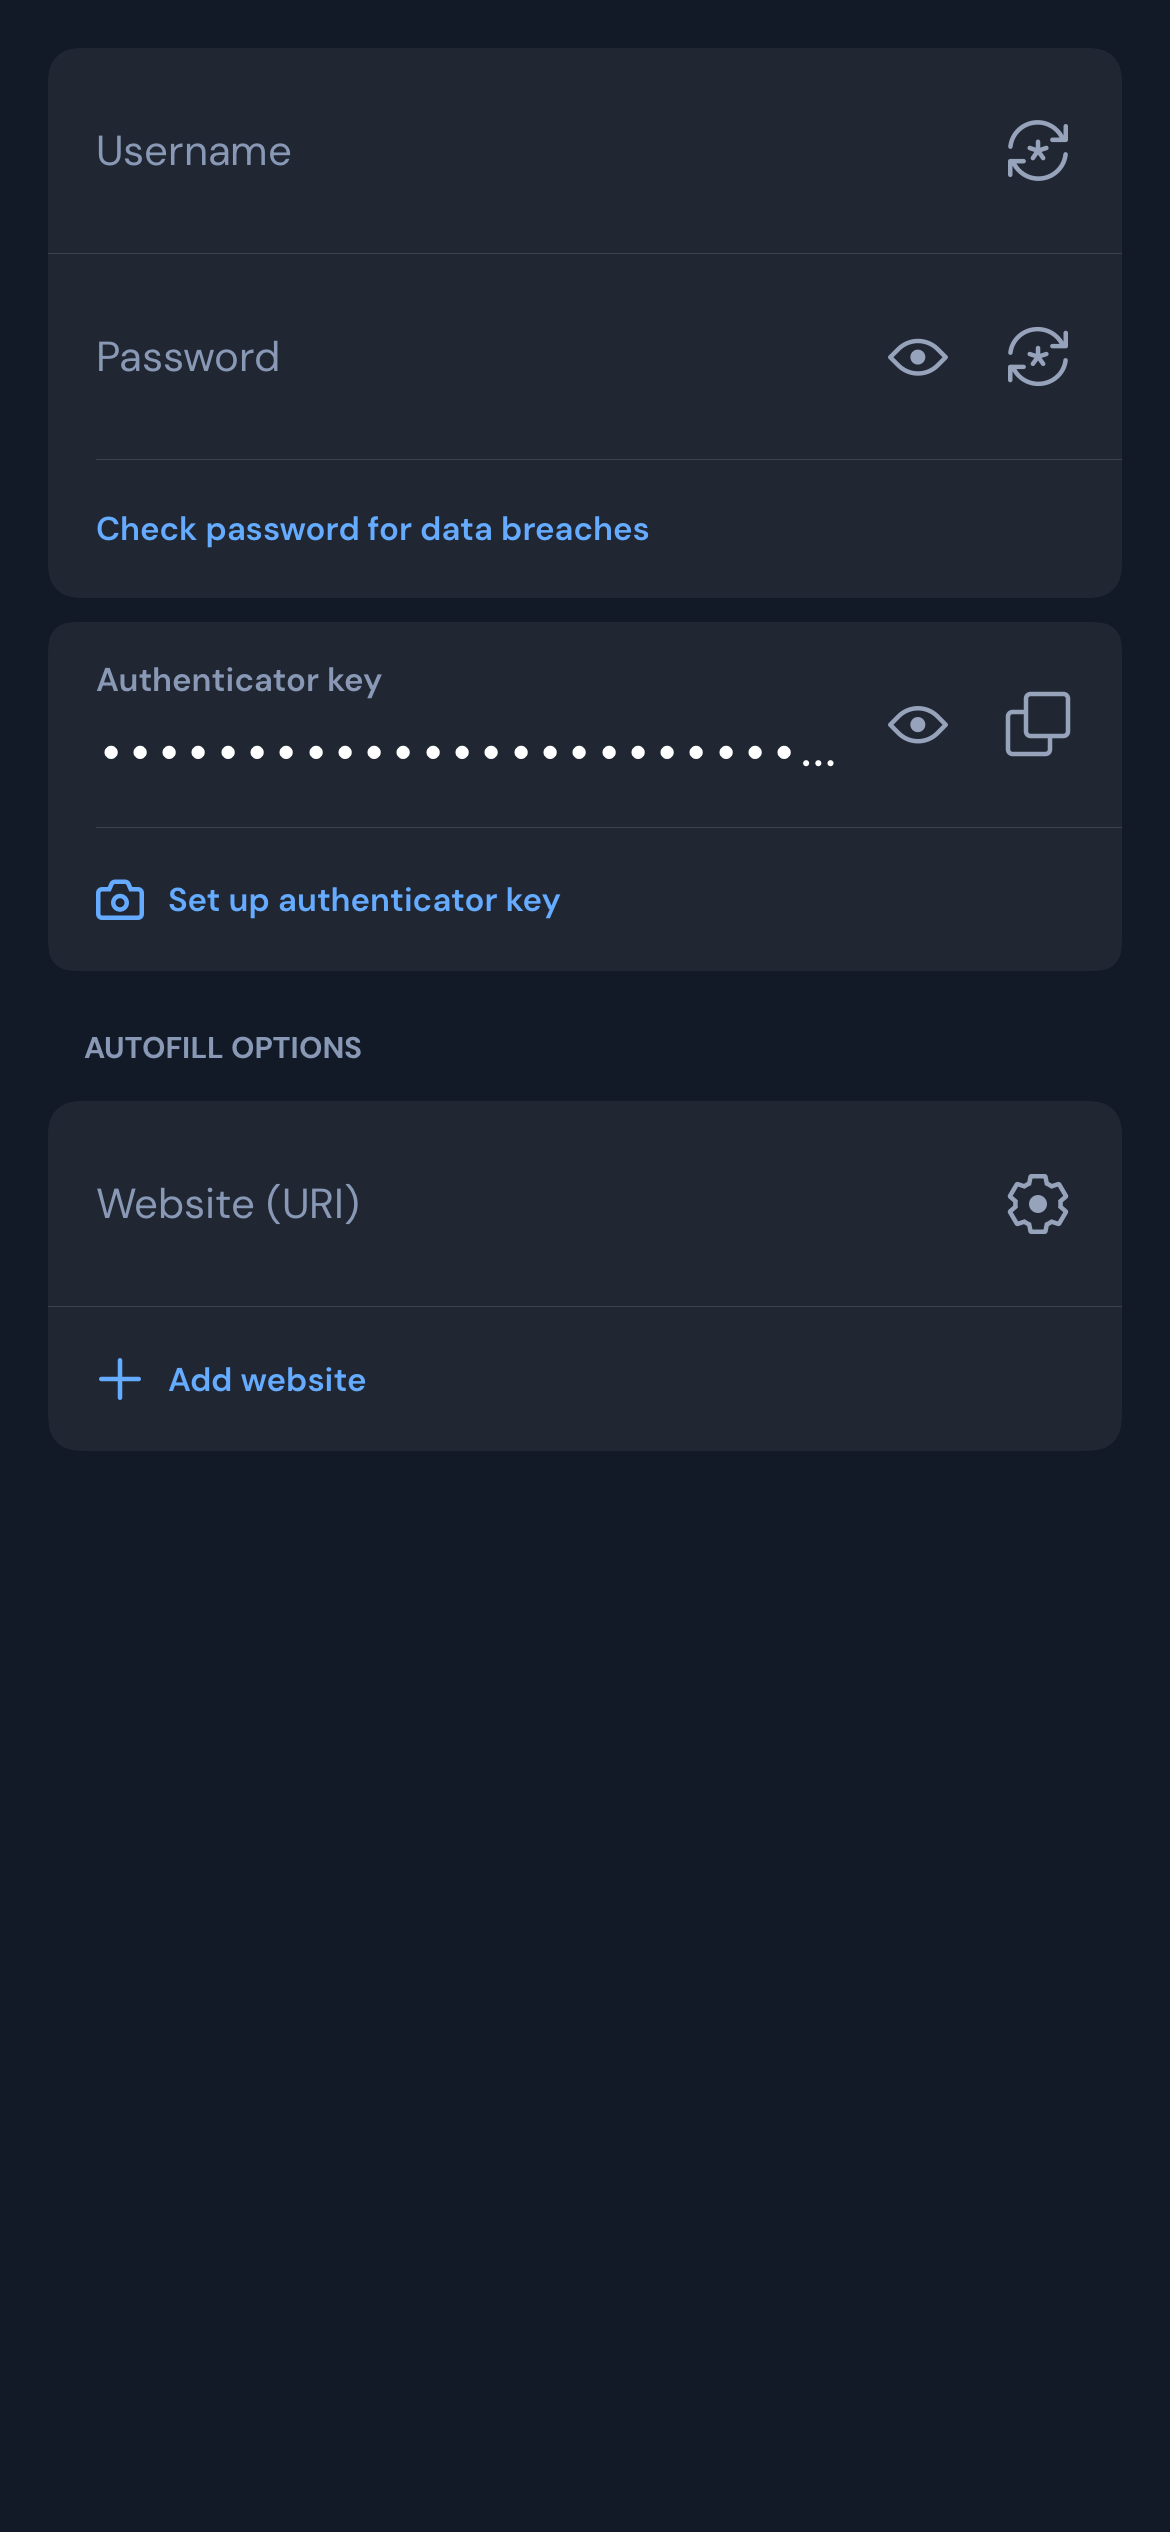 Username
Password
Check password for data breaches
Authenticator key
••••••••••••••••••••••••...
Set up authenticator key
AUTOFILL OPTIONS
Website (URI)
Add website